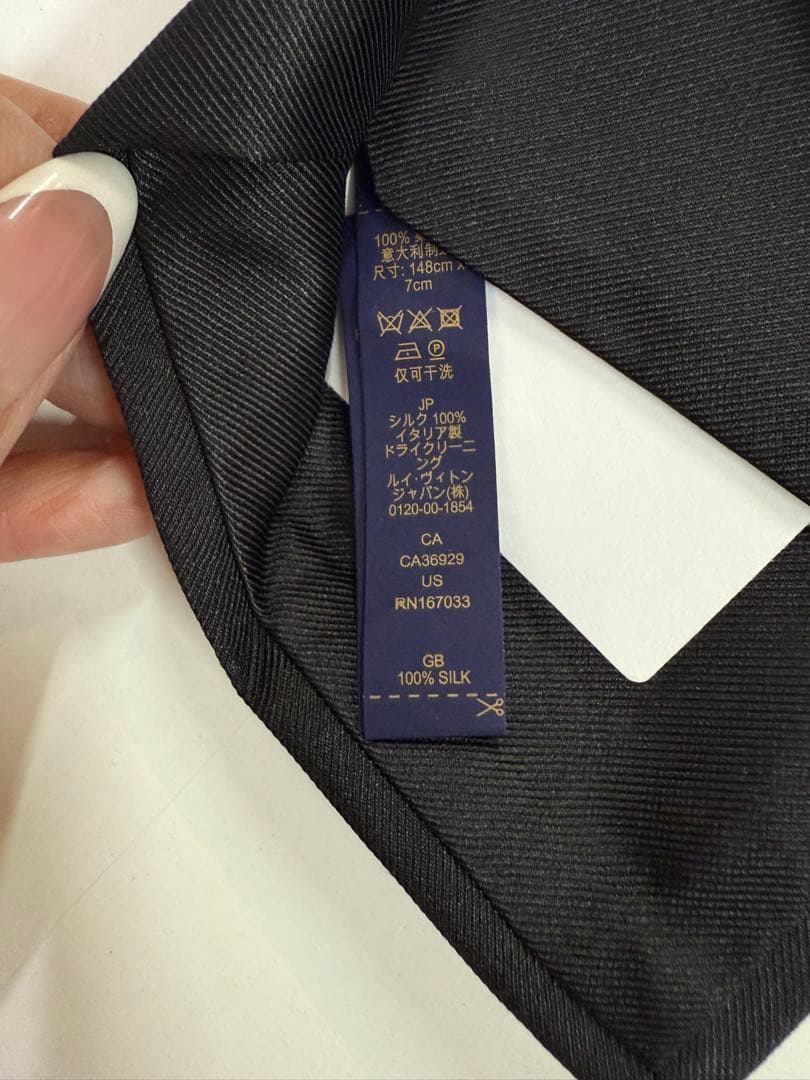 100%
意大利制
尺寸: 148cm x
7cm
P
仅可干洗
JP
シルク 100%
イタリア製
ドライクリーニ
ング
ルイ・ヴィトン
ジャパン(株)
0120-00-1854
CA
CA36929
US
RN167033
GB
100% SILK